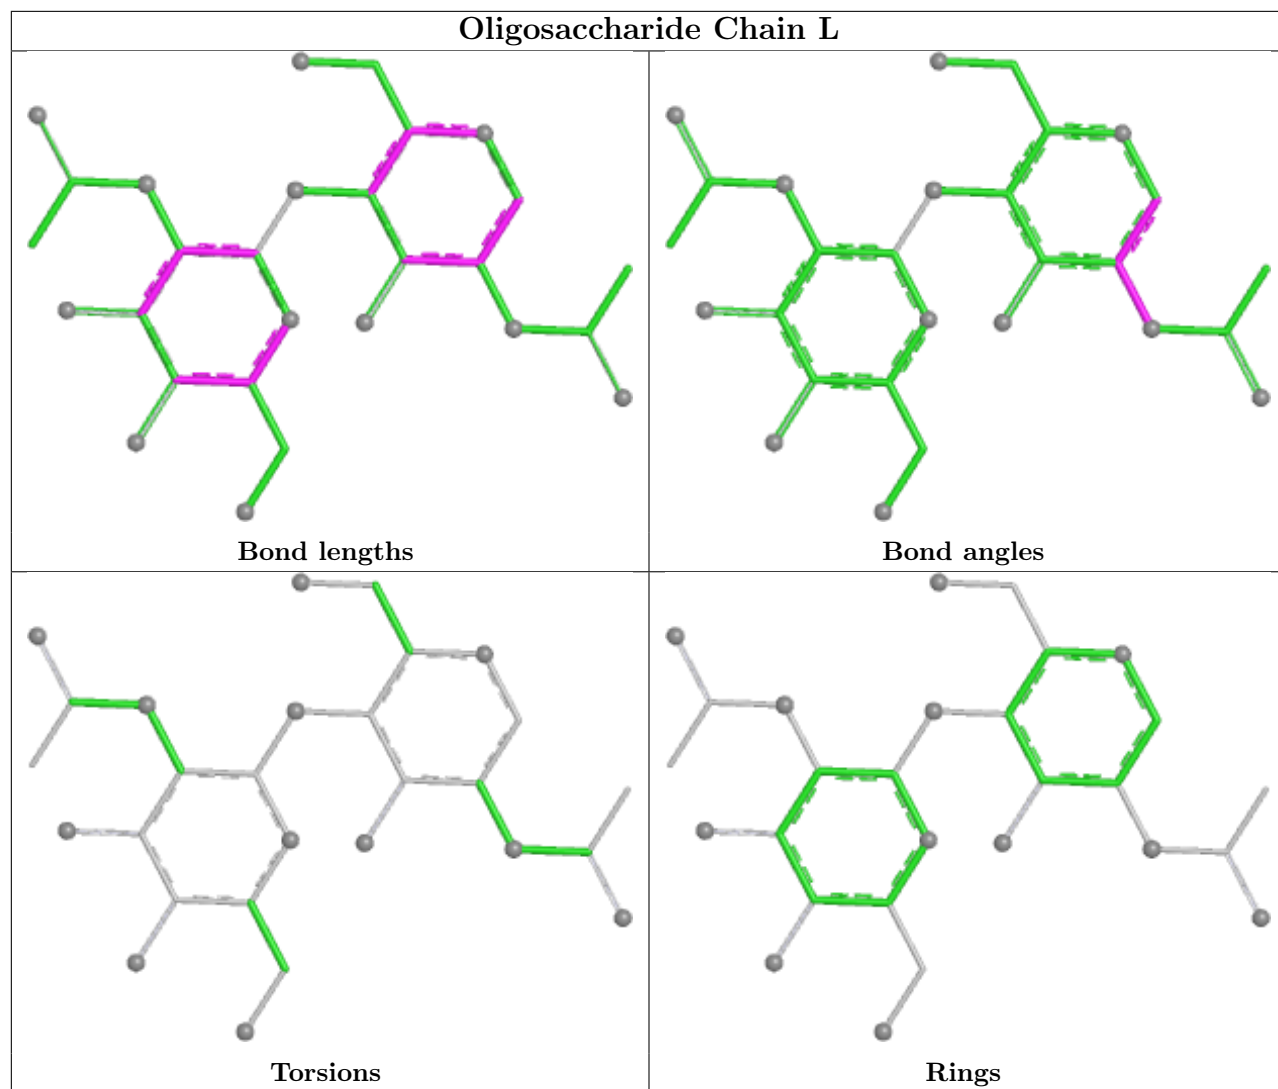 Oligosaccharide Chain L
Bond lengths
Bond angles
Torsions
Rings